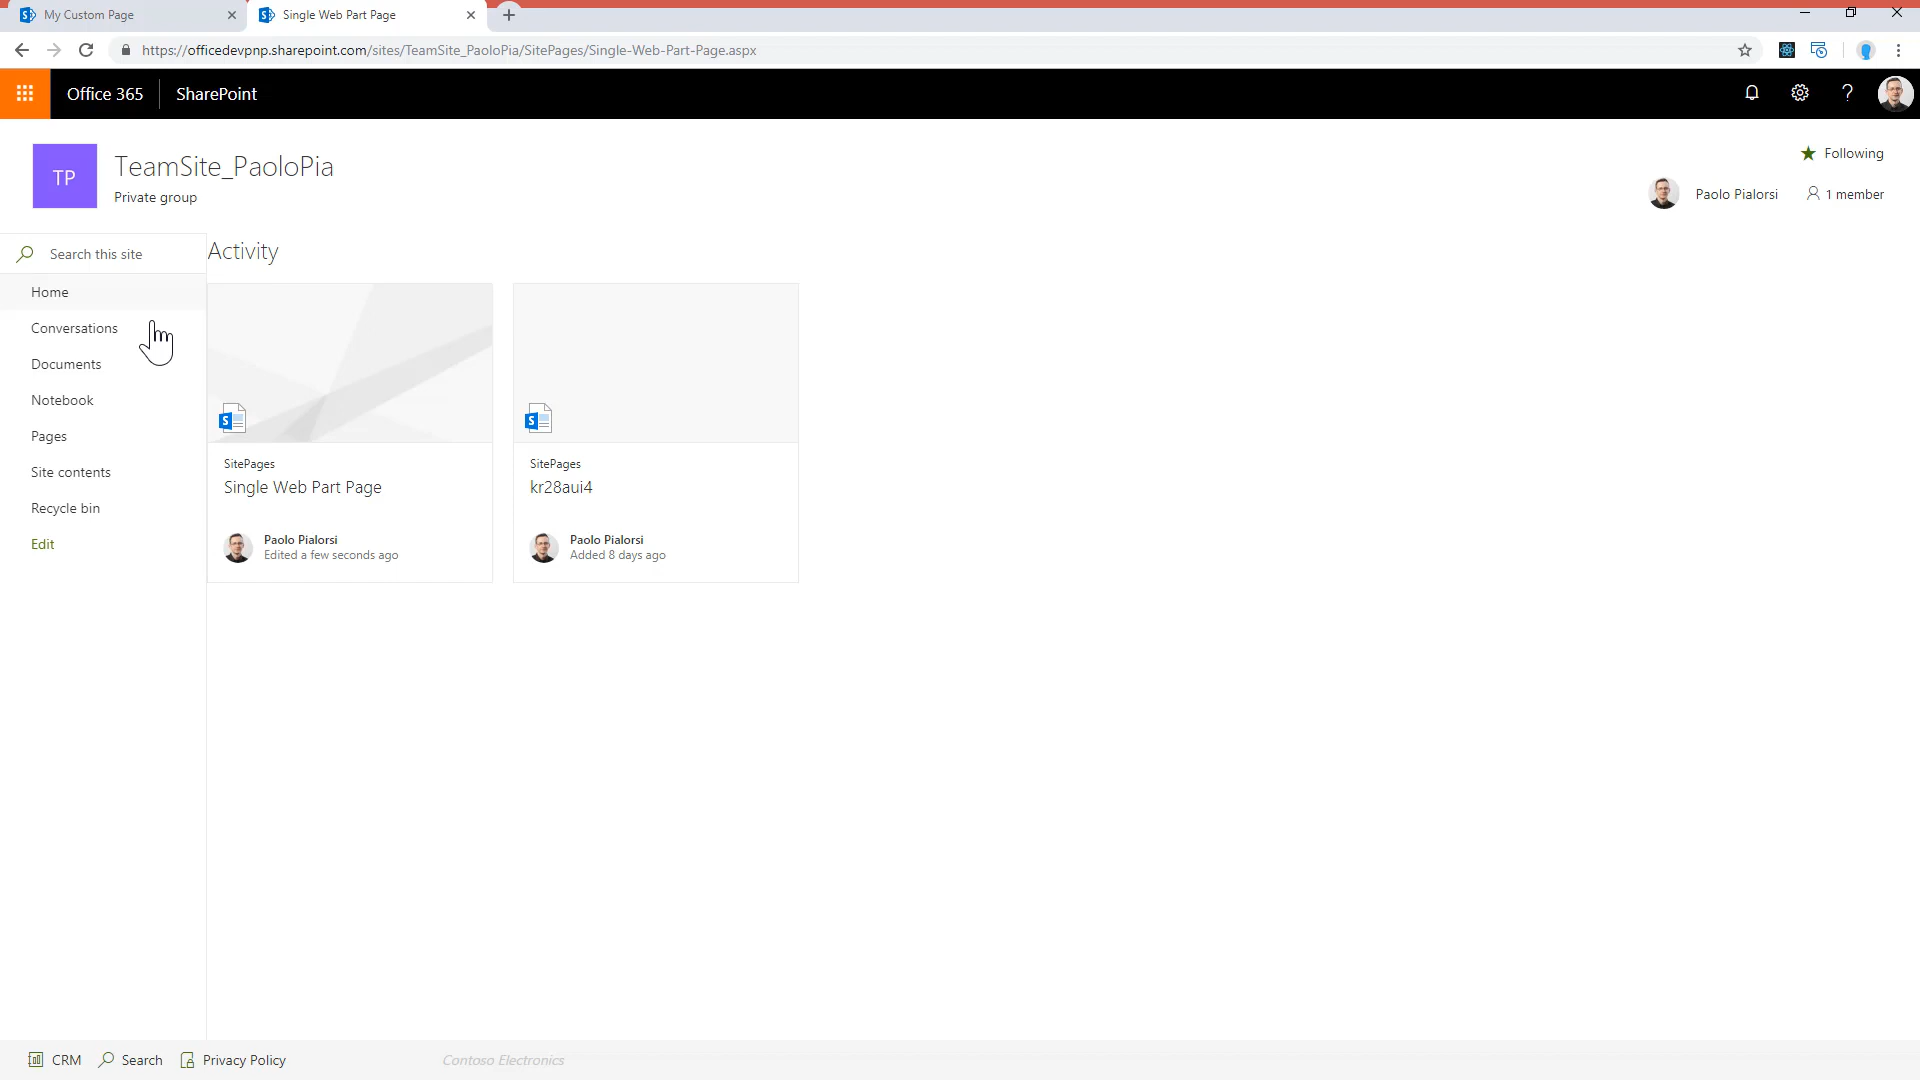 My Custom Page
Single Web Part Page
https://officedevpnp.sharepoint.com/sites/TeamSite_PaoloPia/SitePages/Single-Web-Part-Page.aspx
Office 365
SharePoint
TP
TeamSite_PaoloPia
Private group
Following
Paolo Pialorsi
1 member
Search this site
Home
Conversations
Documents
Notebook
Pages
Site contents
Recycle bin
Edit
Activity
SitePages
Single Web Part Page
Paolo Pialorsi
Edited a few seconds ago
SitePages
kr28aui4
Paolo Pialorsi
Added 8 days ago
CRM
Search
Privacy Policy
Contoso Electronics